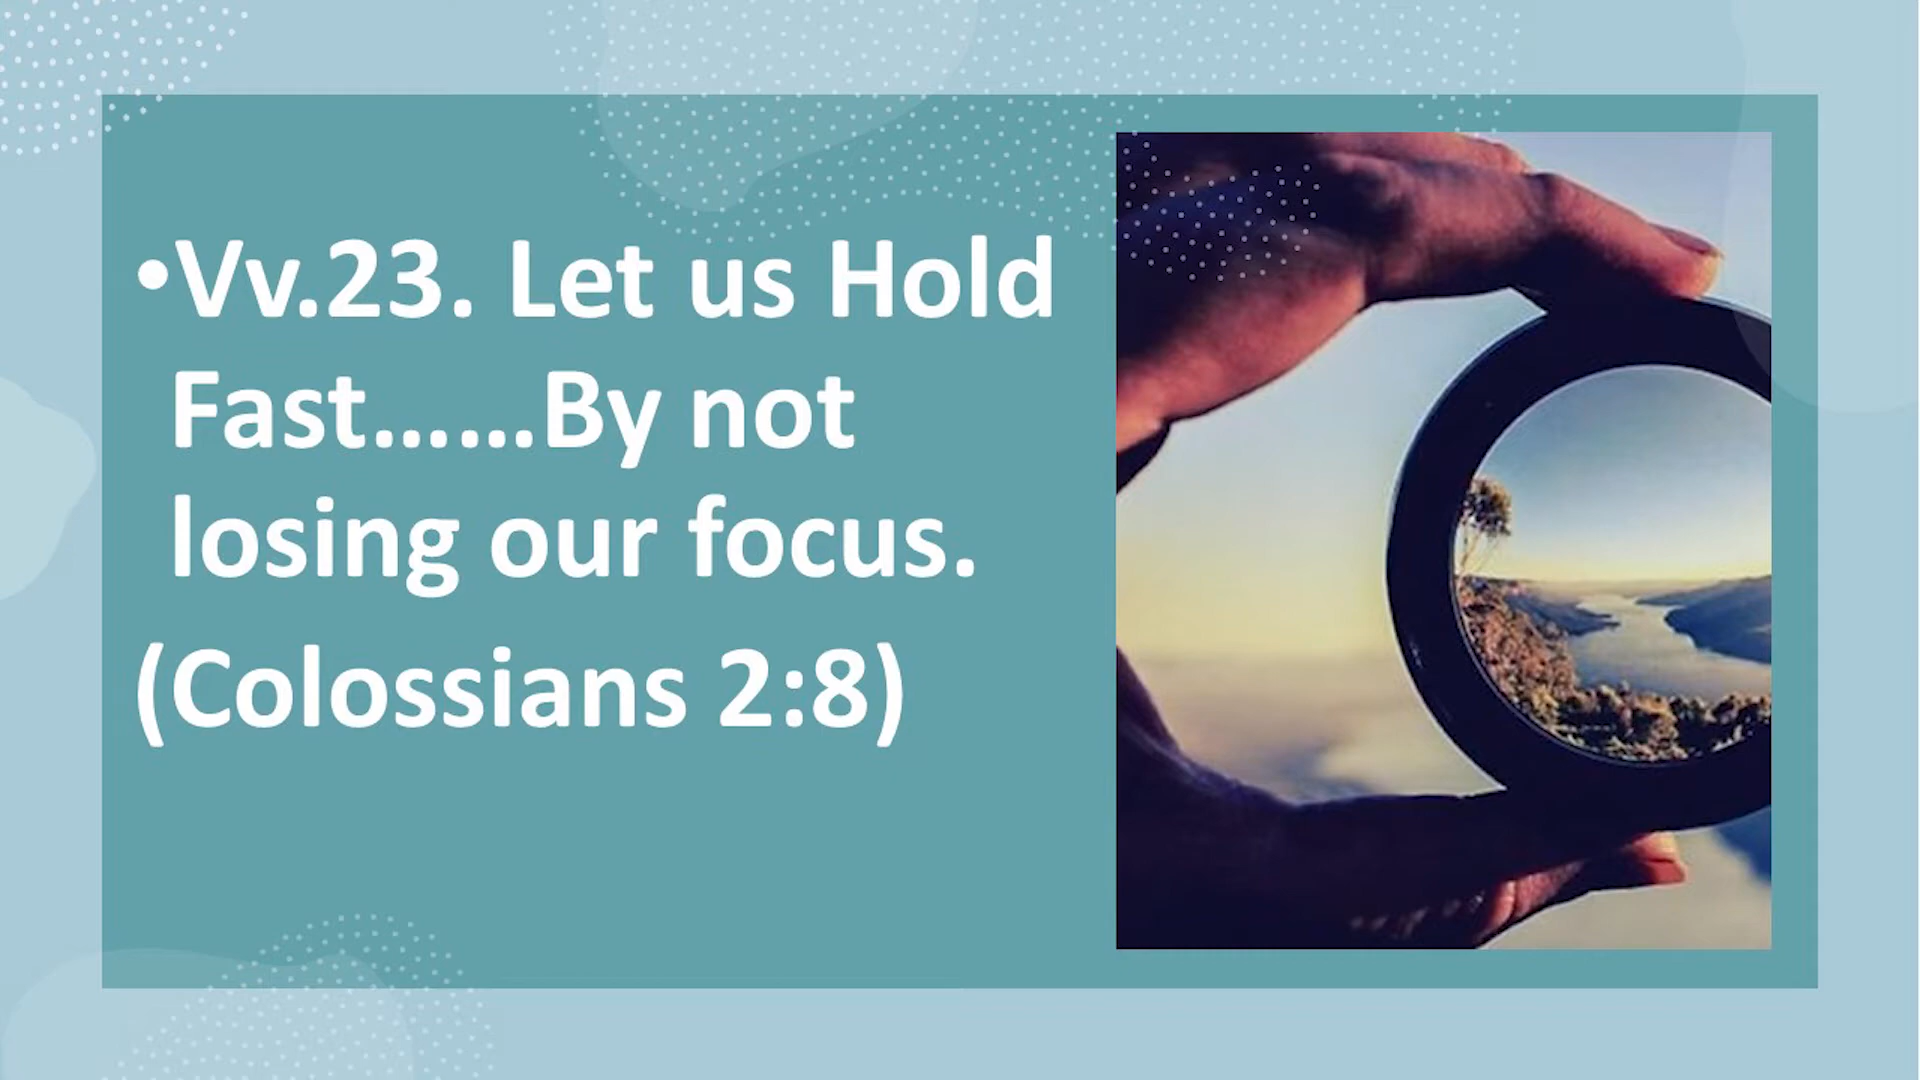 •Vv.23. Let us Hold
Fast……By not
losing our focus.
(Colossians 2:8)